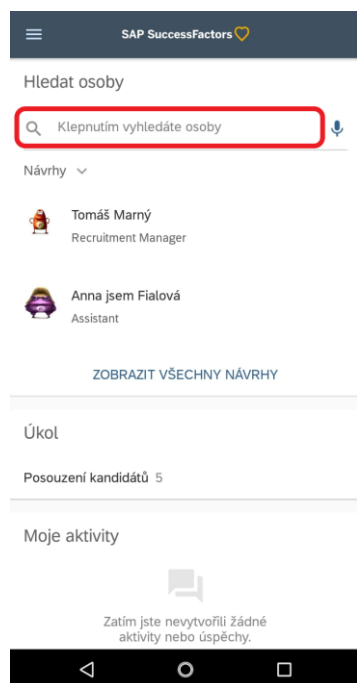 SAP SuccessFactors
Hledat osoby
Klepnutím vyhledáte osoby
Návrhy
Tomáš Marný
Recruitment Manager
Anna jsem Fialová
Assistant
ZOBRAZIT VŠECHNY NÁVRHY
Úkol
Posouzení kandidátů 5
Moje aktivity
Zatím jste nevytvořili žádné
aktivity nebo úspěchy.